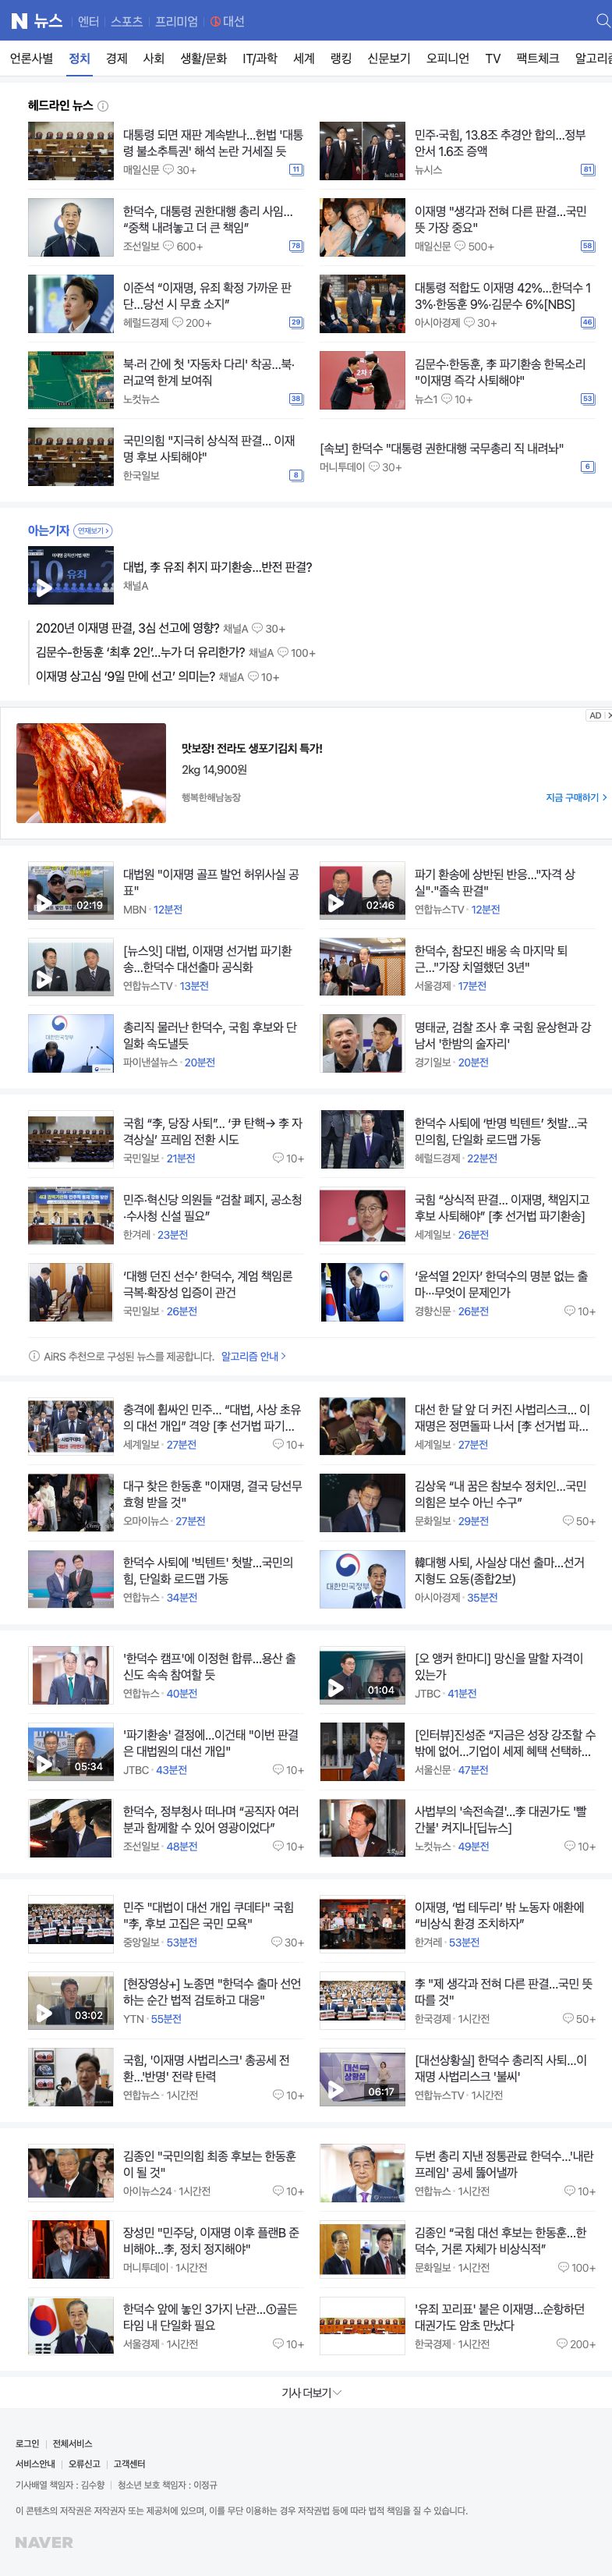 N 뉴스 엔터 스포츠 프리미엄 대선
언론사별 정치 경제 사회 생활/문화 IT/과학 세계 랭킹 신문보기 오피니언 TV 팩트체크 알고리즘
헤드라인 뉴스
대통령 되면 재판 계속받나…헌법 '대통
령 불소추특권' 해석 논란 거세질 듯
매일신문 30+ 11
민주·국힘, 13.8조 추경안 합의…정부
안서 1.6조 증액
뉴시스 81
한덕수, 대통령 권한대행 총리 사임…
“중책 내려놓고 더 큰 책임”
조선일보 600+ 78
이재명 "생각과 전혀 다른 판결…국민
뜻 가장 중요"
매일신문 500+ 58
이준석 “이재명, 유죄 확정 가까운 판
단…당선 시 무효 소지”
헤럴드경제 200+ 29
대통령 적합도 이재명 42%…한덕수 1
3%·한동훈 9%·김문수 6%[NBS]
아시아경제 30+ 46
북·러 간에 첫 '자동차 다리' 착공…북·
러교역 한계 보여줘
노컷뉴스 38
김문수·한동훈, 李 파기환송 한목소리
"이재명 즉각 사퇴해야"
뉴스1 10+ 53
국민의힘 "지극히 상식적 판결… 이재
명 후보 사퇴해야"
한국일보 8
[속보] 한덕수 "대통령 권한대행 국무총리 직 내려놔"
머니투데이 30+ 6
아는기자 연재보기
대법, 李 유죄 취지 파기환송…반전 판결?
채널A
2020년 이재명 판결, 3심 선고에 영향? 채널A 30+
김문수-한동훈 ‘최후 2인’…누가 더 유리한가? 채널A 100+
이재명 상고심 ‘9일 만에 선고’ 의미는? 채널A 10+
AD
맛보장! 전라도 생포기김치 특가!
2kg 14,900원
행복한해남농장 지금 구매하기
02:19
대법원 "이재명 골프 발언 허위사실 공
표"
MBN · 12분전
02:46
파기 환송에 상반된 반응…"자격 상
실"·"졸속 판결"
연합뉴스TV · 12분전
[뉴스잇] 대법, 이재명 선거법 파기환
송…한덕수 대선출마 공식화
연합뉴스TV · 13분전
한덕수, 참모진 배웅 속 마지막 퇴
근…"가장 치열했던 3년"
서울경제 · 17분전
총리직 물러난 한덕수, 국힘 후보와 단
일화 속도낼듯
파이낸셜뉴스 · 20분전
명태균, 검찰 조사 후 국힘 윤상현과 강
남서 '한밤의 술자리'
경기일보 · 20분전
국힘 “李, 당장 사퇴”… ‘尹 탄핵→ 李 자
격상실’ 프레임 전환 시도
국민일보 · 21분전 10+
한덕수 사퇴에 ‘반명 빅텐트’ 첫발…국
민의힘, 단일화 로드맵 가동
헤럴드경제 · 22분전
민주·혁신당 의원들 “검찰 폐지, 공소청
·수사청 신설 필요”
한겨레 · 23분전
국힘 “상식적 판결… 이재명, 책임지고
후보 사퇴해야” [李 선거법 파기환송]
세계일보 · 26분전
‘대행 던진 선수’ 한덕수, 계엄 책임론
극복·확장성 입증이 관건
국민일보 · 26분전
‘윤석열 2인자’ 한덕수의 명분 없는 출
마…무엇이 문제인가
경향신문 · 26분전 10+
AiRS 추천으로 구성된 뉴스를 제공합니다. 알고리즘 안내
충격에 휩싸인 민주… “대법, 사상 초유
의 대선 개입” 격앙 [李 선거법 파기…
세계일보 · 27분전 10+
대선 한 달 앞 더 커진 사법리스크… 이
재명은 정면돌파 나서 [李 선거법 파…
세계일보 · 27분전
대구 찾은 한동훈 "이재명, 결국 당선무
효형 받을 것"
오마이뉴스 · 27분전
김상욱 “내 꿈은 참보수 정치인…국민
의힘은 보수 아닌 수구”
문화일보 · 29분전 50+
한덕수 사퇴에 '빅텐트' 첫발…국민의
힘, 단일화 로드맵 가동
연합뉴스 · 34분전
韓대행 사퇴, 사실상 대선 출마…선거
지형도 요동(종합2보)
아시아경제 · 35분전
'한덕수 캠프'에 이정현 합류…용산 출
신도 속속 참여할 듯
연합뉴스 · 40분전
01:04
[오 앵커 한마디] 망신을 말할 자격이
있는가
JTBC · 41분전
05:34
'파기환송' 결정에…이건태 "이번 판결
은 대법원의 대선 개입"
JTBC · 43분전 10+
[인터뷰]진성준 “지금은 성장 강조할 수
밖에 없어…기업이 세제 혜택 선택하…
서울신문 · 47분전
한덕수, 정부청사 떠나며 “공직자 여러
분과 함께할 수 있어 영광이었다”
조선일보 · 48분전 10+
사법부의 '속전속결'…李 대권가도 '빨
간불' 켜지나[딥뉴스]
노컷뉴스 · 49분전 10+
민주 "대법이 대선 개입 쿠데타" 국힘
"李, 후보 고집은 국민 모욕"
중앙일보 · 53분전 30+
이재명, ‘법 테두리’ 밖 노동자 애환에
“비상식 환경 조치하자”
한겨레 · 53분전
03:02
[현장영상+] 노종면 "한덕수 출마 선언
하는 순간 법적 검토하고 대응"
YTN · 55분전
李 "제 생각과 전혀 다른 판결…국민 뜻
따를 것"
한국경제 · 1시간전 50+
국힘, '이재명 사법리스크' 총공세 전
환…'반명' 전략 탄력
연합뉴스 · 1시간전 10+
06:17
[대선상황실] 한덕수 총리직 사퇴…이
재명 사법리스크 '불씨'
연합뉴스TV · 1시간전
김종인 "국민의힘 최종 후보는 한동훈
이 될 것"
아이뉴스24 · 1시간전 10+
두번 총리 지낸 정통관료 한덕수…'내란
프레임' 공세 뚫어낼까
연합뉴스 · 1시간전 10+
장성민 "민주당, 이재명 이후 플랜B 준
비해야…李, 정치 정지해야"
머니투데이 · 1시간전
김종인 “국힘 대선 후보는 한동훈…한
덕수, 거론 자체가 비상식적”
문화일보 · 1시간전 100+
한덕수 앞에 놓인 3가지 난관…①골든
타임 내 단일화 필요
서울경제 · 1시간전 10+
'유죄 꼬리표' 붙은 이재명…순항하던
대권가도 암초 만났다
한국경제 · 1시간전 200+
기사 더보기
로그인 전체서비스
서비스안내 오류신고 고객센터
기사배열 책임자 : 김수향 청소년 보호 책임자 : 이정규
이 콘텐츠의 저작권은 저작권자 또는 제공처에 있으며, 이를 무단 이용하는 경우 저작권법 등에 따라 법적 책임을 질 수 있습니다.
NAVER